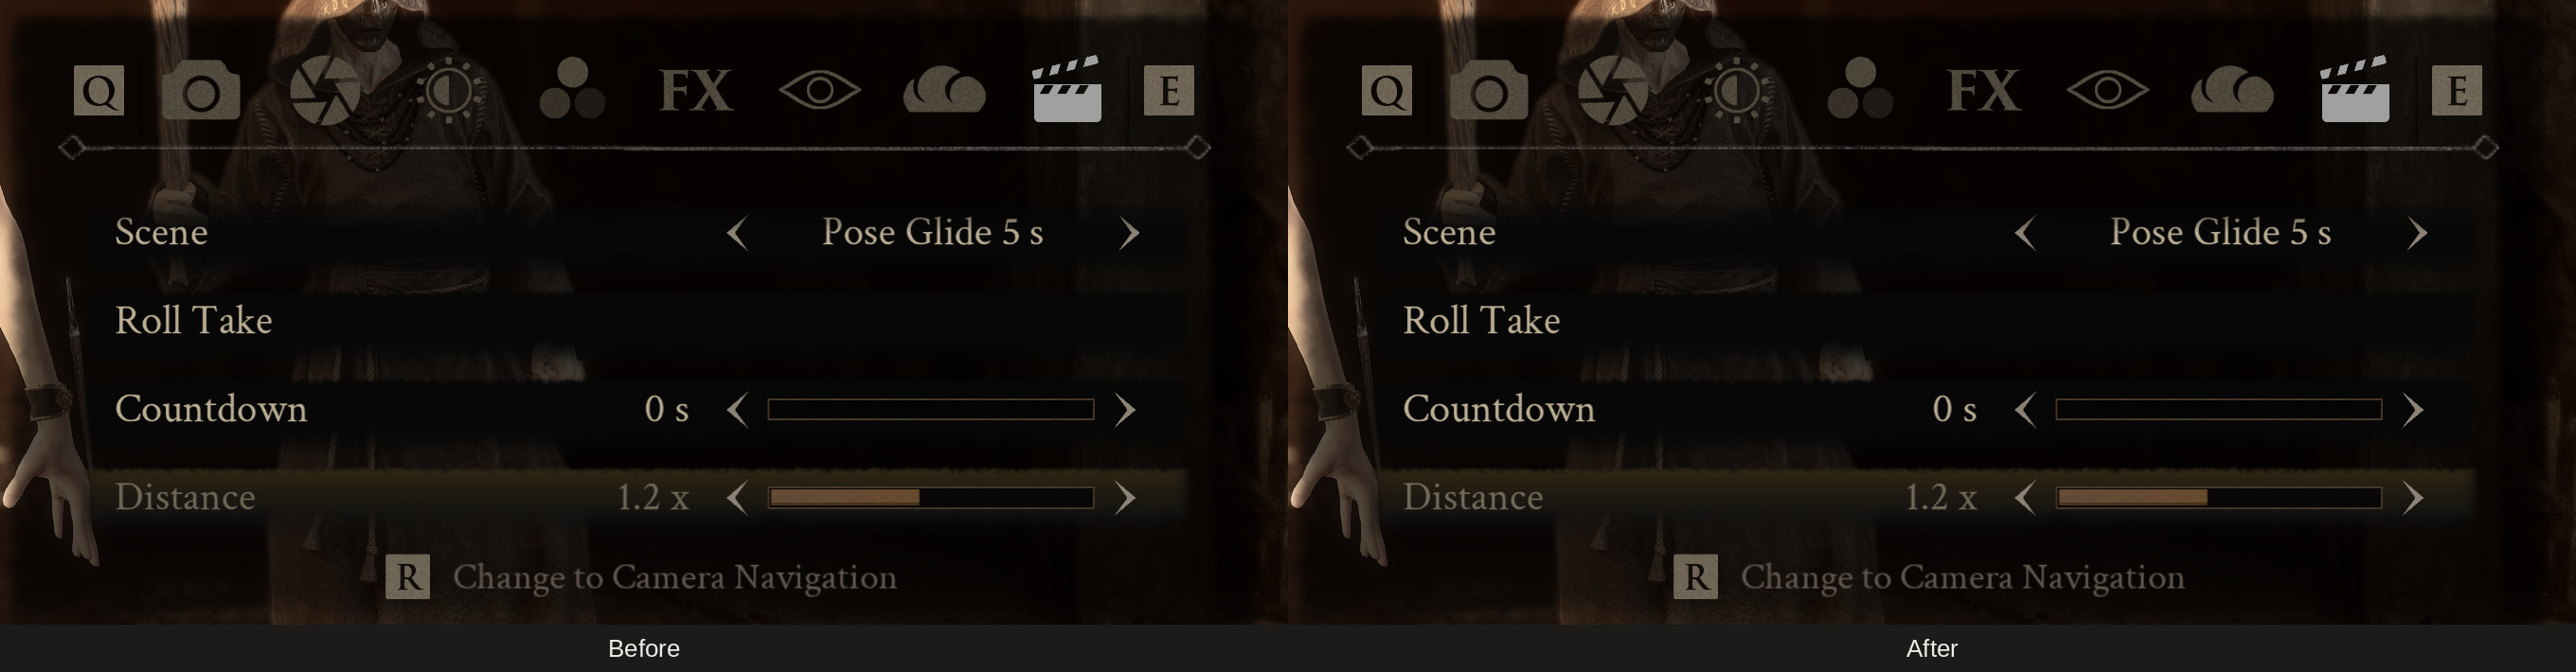 Q FX E
Scene Pose Glide 5 s
Roll Take
Countdown 0 s
Distance 1.2 x
R Change to Camera Navigation
Before
Q FX E
Scene Pose Glide 5 s
Roll Take
Countdown 0 s
Distance 1.2 x
R Change to Camera Navigation
After